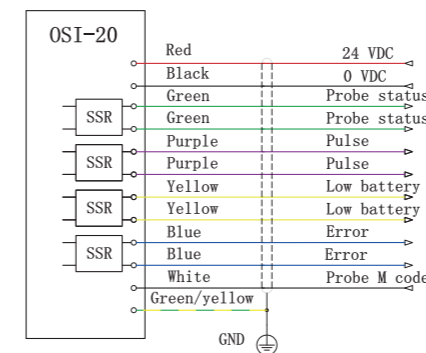 OSI-20
Red 24 VDC
Black 0 VDC
Green Probe status
SSR
Green Probe status
Purple Pulse
SSR
Purple Pulse
Yellow Low battery
SSR
Yellow Low battery
Blue Error
SSR
Blue Error
White Probe M code
Green/yellow
GND